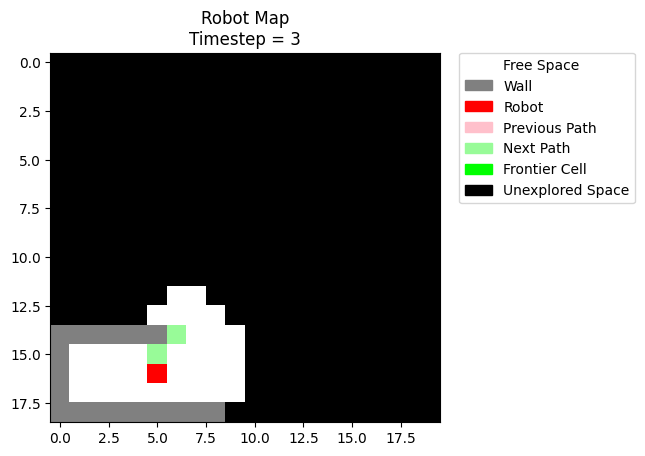 Robot Map
Timestep = 3
Free Space
Wall
Robot
Previous Path
Next Path
Frontier Cell
Unexplored Space
0.0
2.5
5.0
7.5
10.0
12.5
15.0
17.5
0.0 2.5 5.0 7.5 10.0 12.5 15.0 17.5